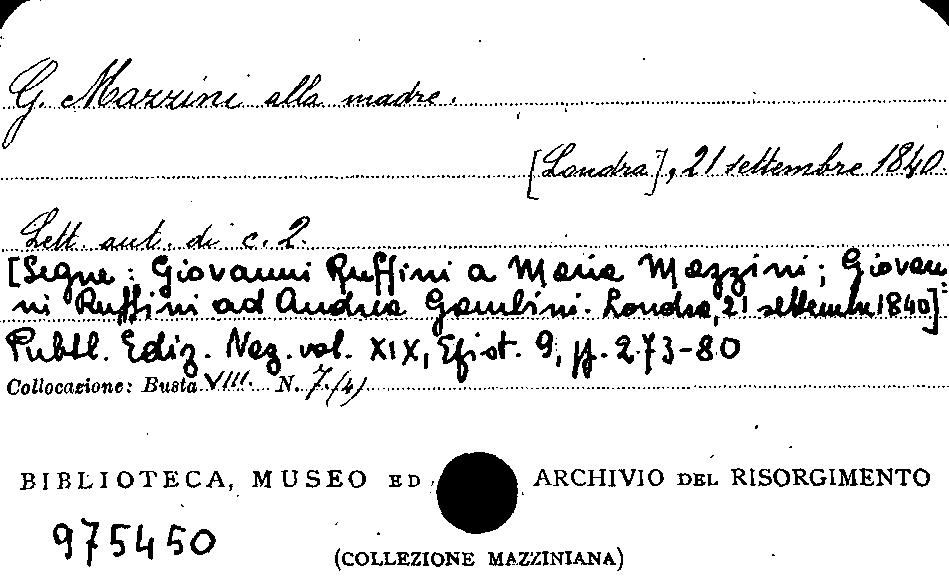 G. Mazzini alla madre.
[Londra], 21 settembre 1840.
Lett. aut. di c. 2.
[Segue: Giovanni Ruffini a Maria Mazzini; Giovan
ni Ruffini ad Andrea Gambini. Londra, 21 settembre 1840].
Pubbl. Ediz. Naz. vol. XIX, Epist. 9, pp. 273-80
Collocazione: Busta VIII. N. 7.(4)
BIBLIOTECA, MUSEO ED ARCHIVIO DEL RISORGIMENTO
975450
(COLLEZIONE MAZZINIANA)